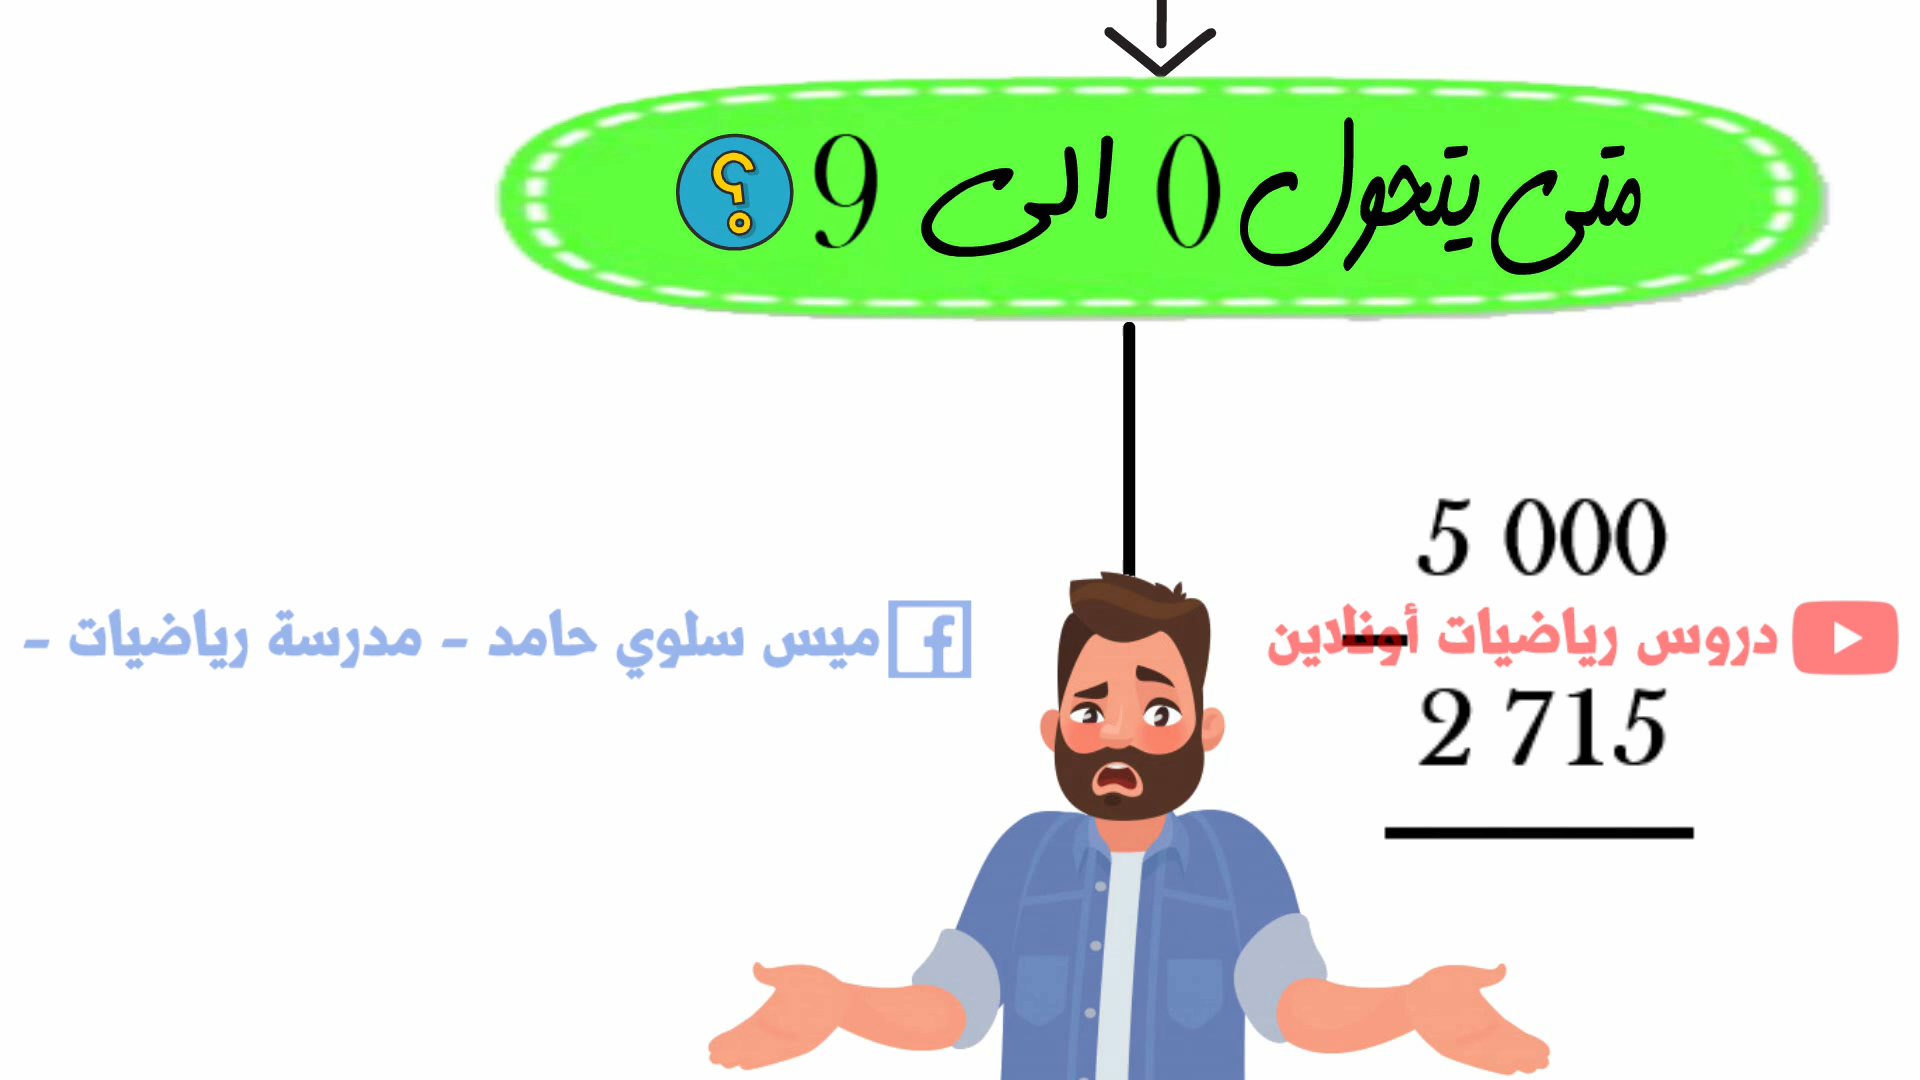 متى يتحول 0 الى 9 ؟
5 000
دروس رياضيات أونلاين
ميس سلوي حامد - مدرسة رياضيات -
-
2 715